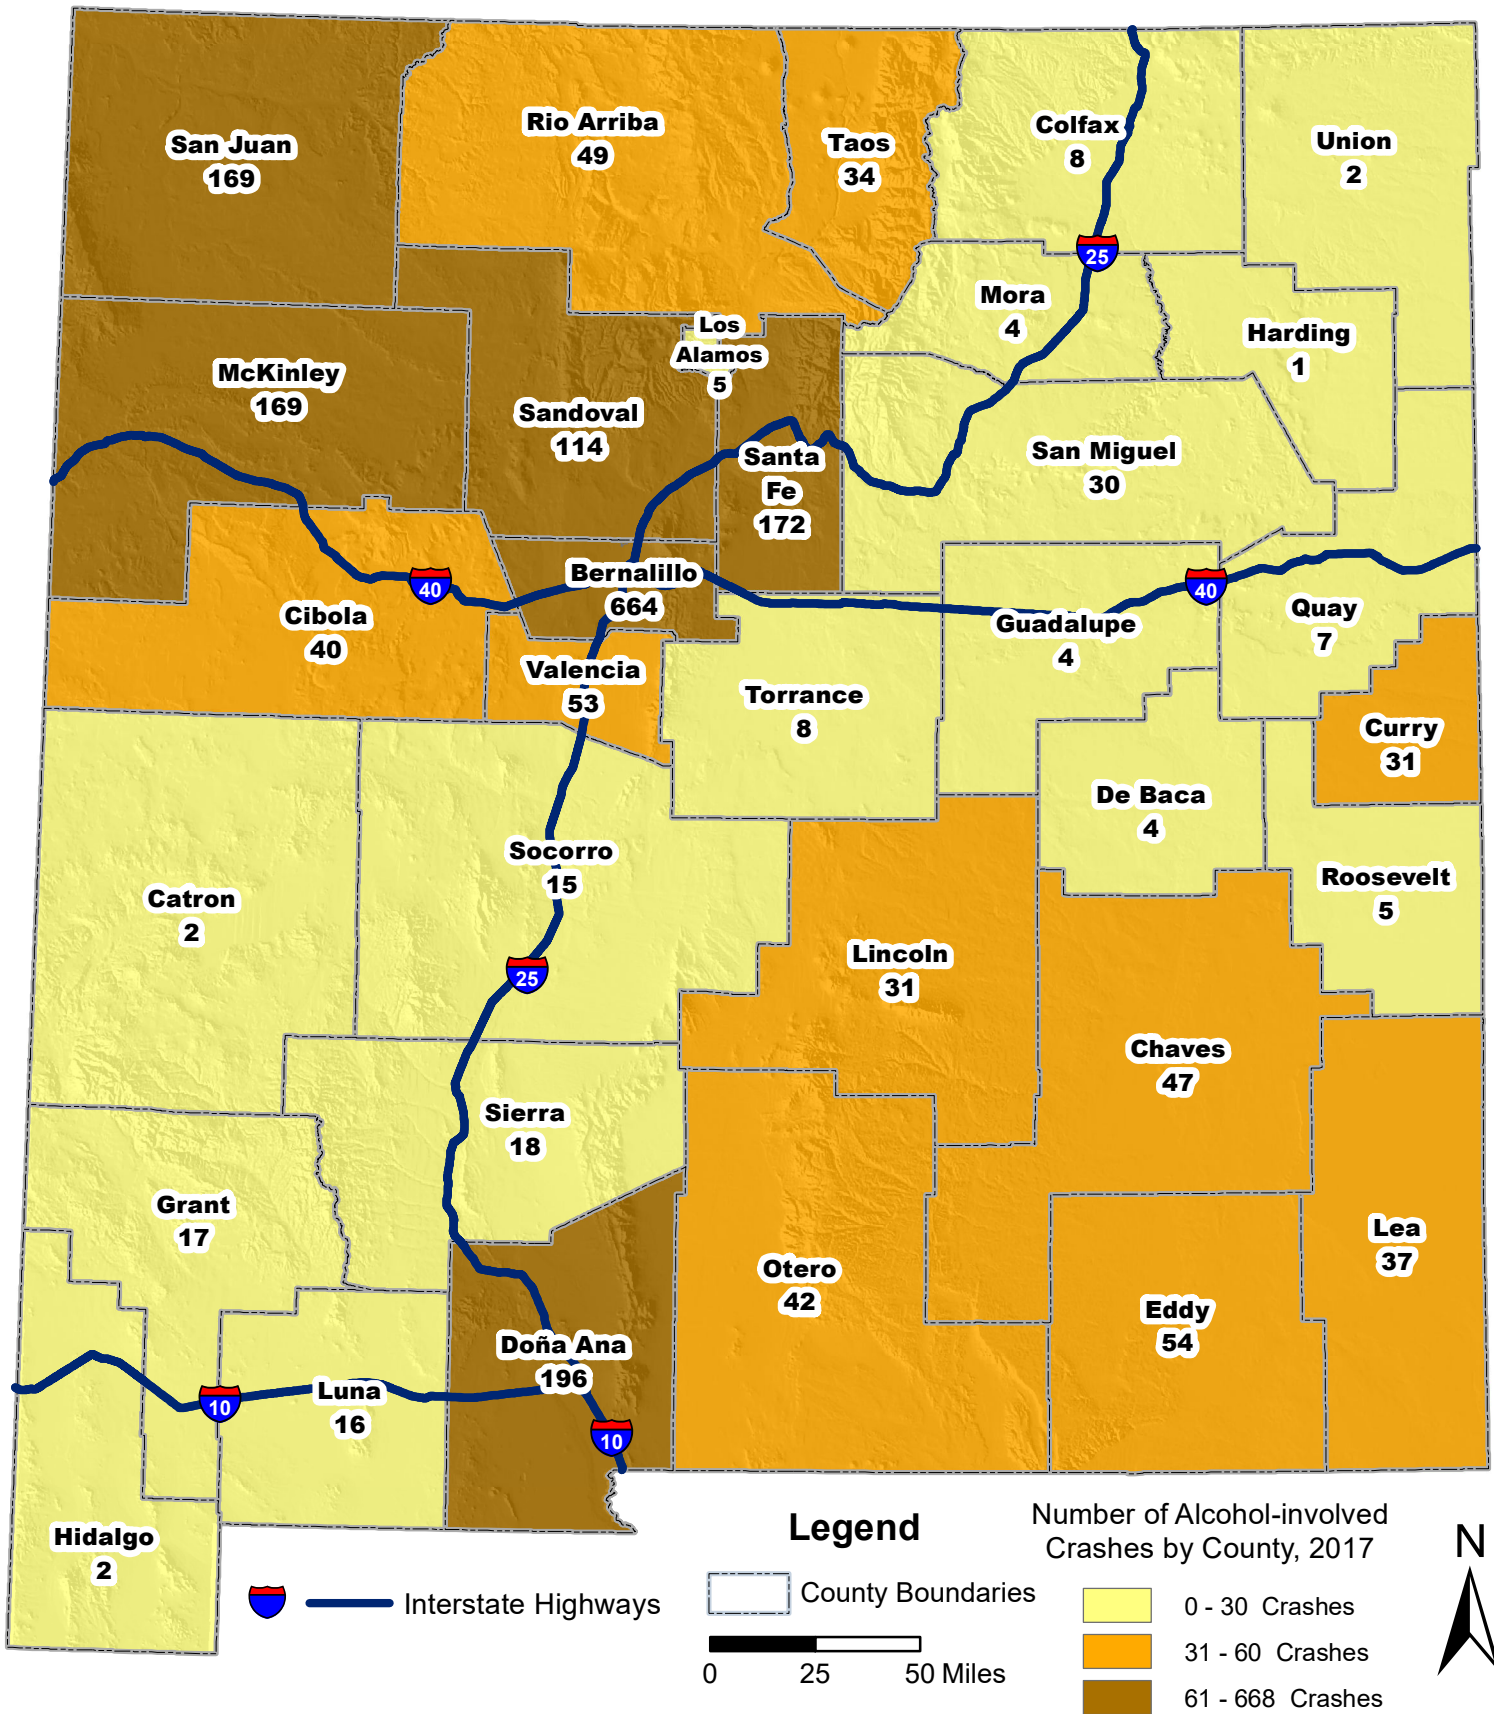 San Juan
169
Rio Arriba
49
Taos
34
Colfax
8
Union
2
25
Mora
4
Harding
1
Los
Alamos
5
McKinley
169
Sandoval
114
Santa
Fe
172
San Miguel
30
40
Bernalillo
664
40
Cibola
40
Valencia
53
Torrance
8
Guadalupe
4
Quay
7
Curry
31
De Baca
4
Roosevelt
5
Catron
2
Socorro
15
25
Lincoln
31
Chaves
47
Sierra
18
Grant
17
Otero
42
Lea
37
Eddy
54
Doña Ana
196
10
Luna
16
10
Hidalgo
2
Interstate Highways
Legend
County Boundaries
0 25 50 Miles
Number of Alcohol-involved
Crashes by County, 2017
0 - 30 Crashes
31 - 60 Crashes
61 - 668 Crashes
N